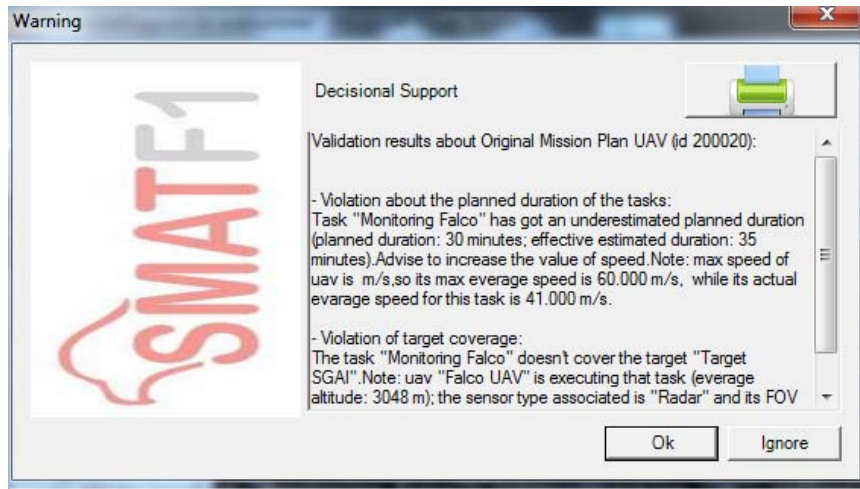 Warning
SMATF1
Decisional Support
Validation results about Original Mission Plan UAV (id 200020):
- Violation about the planned duration of the tasks:
Task "Monitoring Falco" has got an underestimated planned duration
(planned duration: 30 minutes; effective estimated duration: 35
minutes).Advise to increase the value of speed.Note: max speed of
uav is  m/s,so its max everage speed is 60.000 m/s,  while its actual
evarage speed for this task is 41.000 m/s.
- Violation of target coverage:
The task "Monitoring Falco" doesn't cover the target "Target
SGAI".Note: uav "Falco UAV" is executing that task (everage
altitude: 3048 m); the sensor type associated is "Radar" and its FOV
Ok
Ignore